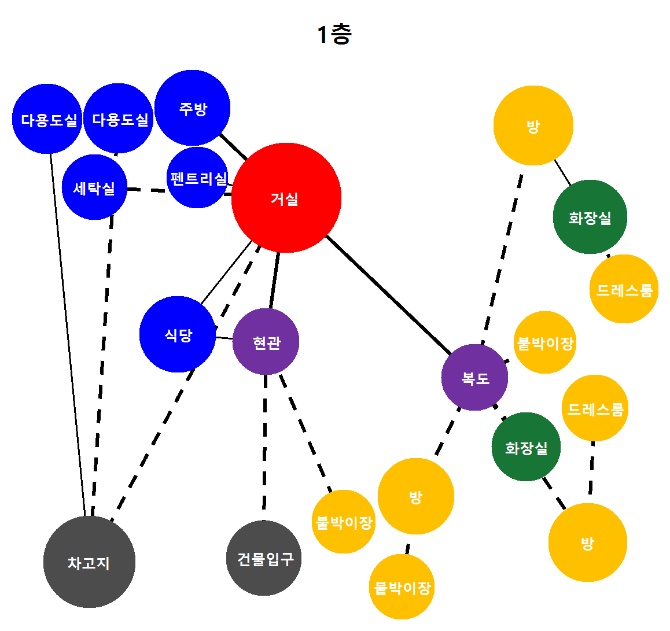 1층
다용도실
다용도실
주방
방
세탁실
펜트리실
거실
화장실
드레스룸
식당
현관
붙박이장
복도
드레스룸
화장실
방
붙박이장
방
건물입구
차고지
붙박이장